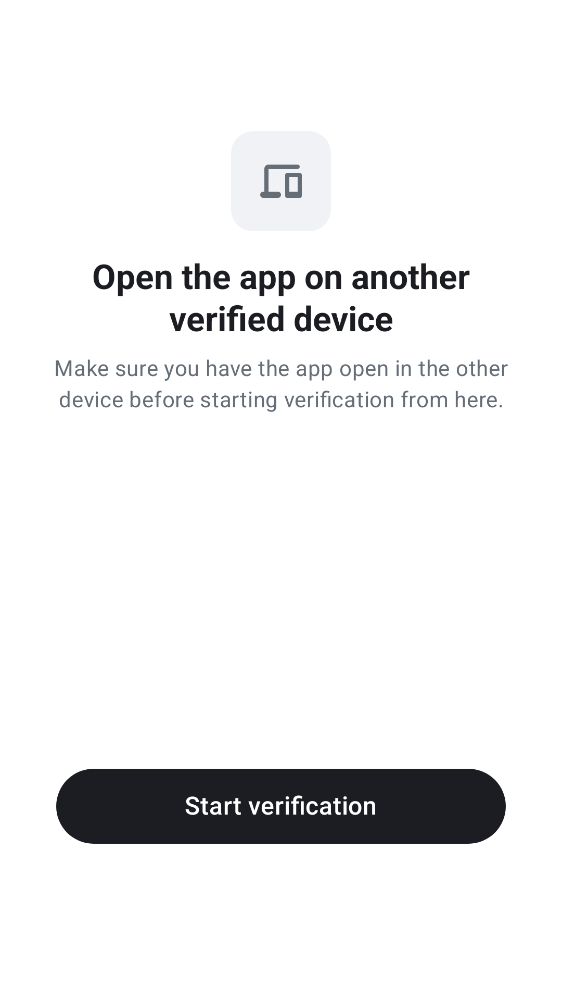 Open the app on another
verified device
Make sure you have the app open in the other
device before starting verification from here.
Start verification